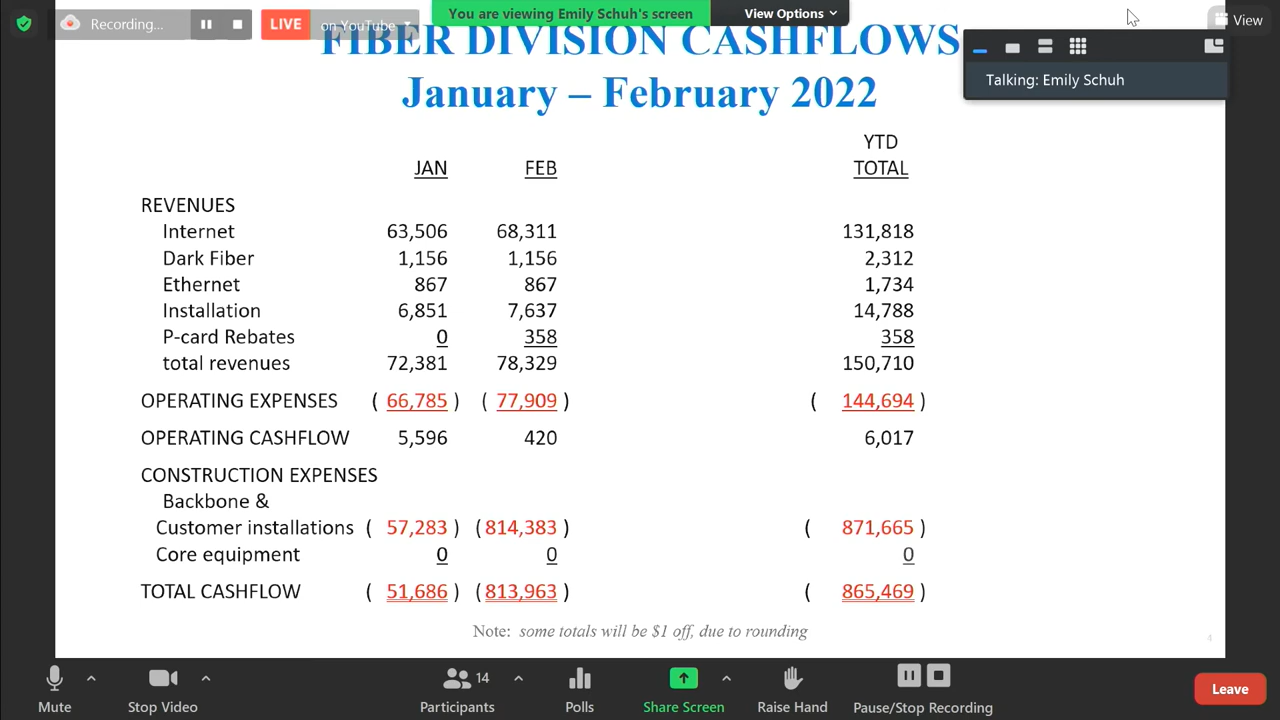 Recording...
LIVE on YouTube
You are viewing Emily Schuh's screen
View Options
View
Talking: Emily Schuh
FIBER DIVISION CASHFLOWS
January – February 2022
YTD
JAN FEB TOTAL
REVENUES
Internet 63,506 68,311 131,818
Dark Fiber 1,156 1,156 2,312
Ethernet 867 867 1,734
Installation 6,851 7,637 14,788
P-card Rebates 0 358 358
total revenues 72,381 78,329 150,710
OPERATING EXPENSES ( 66,785 ) ( 77,909 ) ( 144,694 )
OPERATING CASHFLOW 5,596 420 6,017
CONSTRUCTION EXPENSES
Backbone &
Customer installations ( 57,283 ) (814,383 ) ( 871,665 )
Core equipment 0 0 0
TOTAL CASHFLOW ( 51,686 ) ( 813,963 ) ( 865,469 )
Note: some totals will be $1 off, due to rounding
4
14
Mute Stop Video Participants Polls Share Screen Raise Hand Pause/Stop Recording Leave